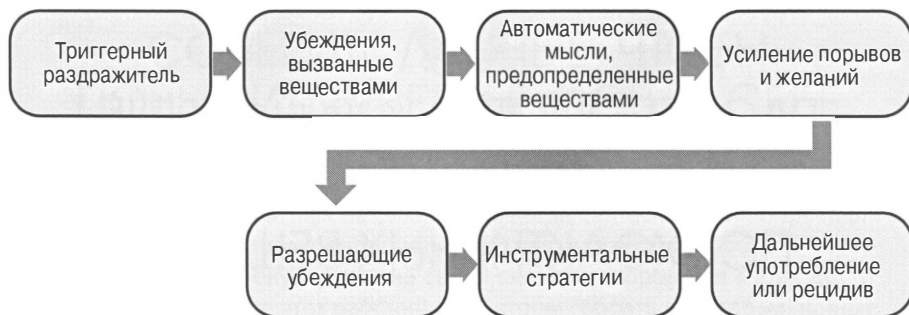 Триггерный
раздражитель
Убеждения,
вызванные
веществами
Автоматические
мысли,
предопределенные
веществами
Усиление порывов
и желаний
Разрешающие
убеждения
Инструментальные
стратегии
Дальнейшее
употребление
или рецидив